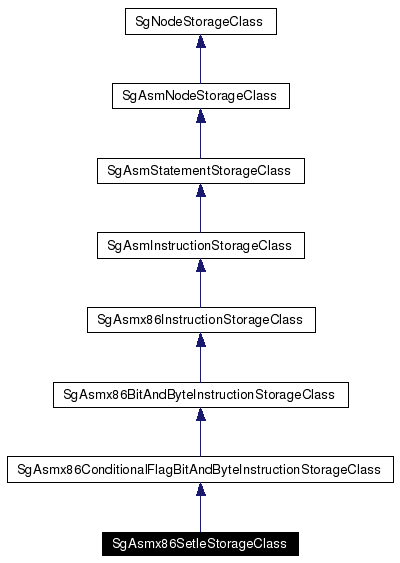 SgNodeStorageClass
SgAsmNodeStorageClass
SgAsmStatementStorageClass
SgAsmInstructionStorageClass
SgAsmx86InstructionStorageClass
SgAsmx86BitAndByteInstructionStorageClass
SgAsmx86ConditionalFlagBitAndByteInstructionStorageClass
SgAsmx86SetleStorageClass